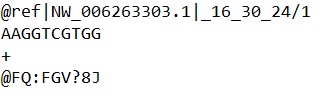 @ref|NW_006263303.1|_16_30_24/1
AAGGTCGTGG
+
@FQ:FGV?8J